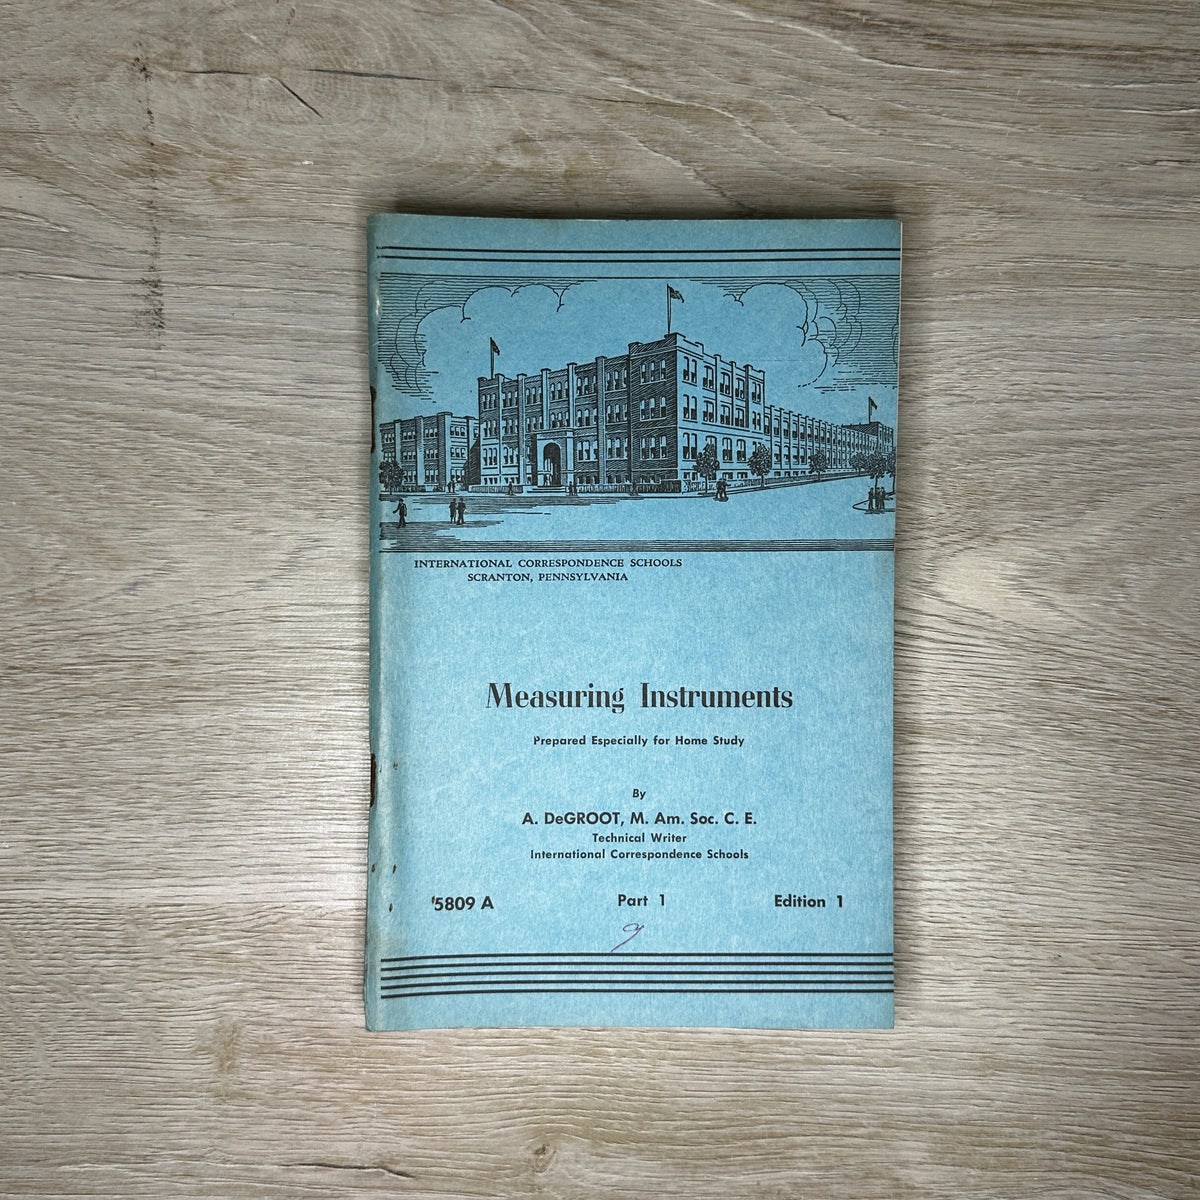 INTERNATIONAL CORRESPONDENCE SCHOOLS
SCRANTON, PENNSYLVANIA
Measuring Instruments
Prepared Especially for Home Study
By
A. DeGROOT, M. Am. Soc. C. E.
Technical Writer
International Correspondence Schools
5809 A Part 1 Edition 1